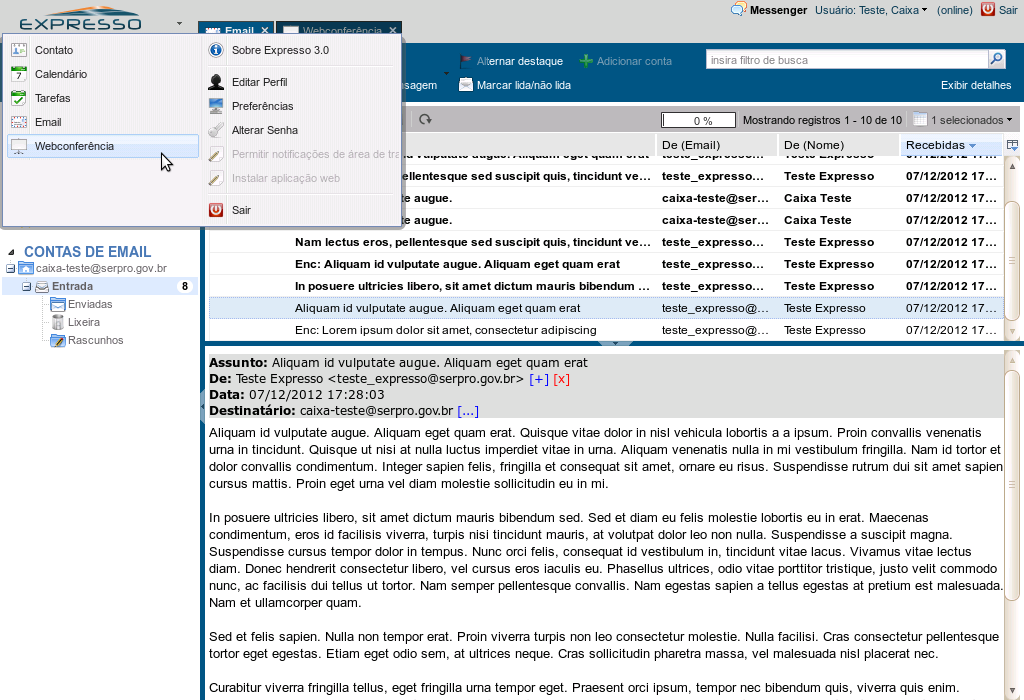 EXPRESSO
Messenger
Usuário: Teste, Caixa
(online)
Sair
Email
Webconferência
Contato
Calendário
Tarefas
Email
Webconferência
Sobre Expresso 3.0
Editar Perfil
Preferências
Alterar Senha
Permitir notificações de área de tra
Instalar aplicação web
Sair
Alternar destaque
Adicionar conta
insira filtro de busca
Marcar lida/não lida
Exibir detalhes
0 %
Mostrando registros 1 - 10 de 10
1 selecionados
De (Email) De (Nome) Recebidas
pellentesque sed suscipit quis, tincidunt ve... teste_expresso... Teste Expresso 07/12/2012 17...
te augue. caixa-teste@ser... Caixa Teste 07/12/2012 17...
te augue. caixa-teste@ser... Caixa Teste 07/12/2012 17...
Nam lectus eros, pellentesque sed suscipit quis, tincidunt ve... teste_expresso... Teste Expresso 07/12/2012 17...
Enc: Aliquam id vulputate augue. Aliquam eget quam erat teste_expresso... Teste Expresso 07/12/2012 17...
In posuere ultricies libero, sit amet dictum mauris bibendum ... teste_expresso... Teste Expresso 07/12/2012 17...
Aliquam id vulputate augue. Aliquam eget quam erat teste_expresso@... Teste Expresso 07/12/2012 17...
Enc: Lorem ipsum dolor sit amet, consectetur adipiscing teste_expresso@... Teste Expresso 07/12/2012 17...
CONTAS DE EMAIL
caixa-teste@serpro.gov.br
Entrada 8
Enviadas
Lixeira
Rascunhos
Assunto: Aliquam id vulputate augue. Aliquam eget quam erat
De: Teste Expresso <teste_expresso@serpro.gov.br> [+] [x]
Data: 07/12/2012 17:28:03
Destinatário: caixa-teste@serpro.gov.br [...]
Aliquam id vulputate augue. Aliquam eget quam erat. Quisque vitae dolor in nisl vehicula lobortis a a ipsum. Proin convallis venenatis
urna in tincidunt. Quisque ut nisi at nulla luctus imperdiet vitae in urna. Aliquam venenatis nulla in mi vestibulum fringilla. Nam id tortor et
dolor convallis condimentum. Integer sapien felis, fringilla et consequat sit amet, ornare eu risus. Suspendisse rutrum dui sit amet sapien
cursus mattis. Proin eget urna vel diam molestie sollicitudin eu in mi.
In posuere ultricies libero, sit amet dictum mauris bibendum sed. Sed et diam eu felis molestie lobortis eu in erat. Maecenas
condimentum, eros id facilisis viverra, turpis nisi tincidunt mauris, at volutpat dolor leo non nulla. Suspendisse a suscipit magna.
Suspendisse cursus tempor dolor in tempus. Nunc orci felis, consequat id vestibulum in, tincidunt vitae lacus. Vivamus vitae lectus
diam. Donec hendrerit consectetur libero, vel cursus eros iaculis eu. Phasellus ultrices, odio vitae porttitor tristique, justo velit commodo
nunc, ac facilisis dui tellus ut tortor. Nam semper pellentesque convallis. Nam egestas sapien a tellus egestas at pretium est malesuada.
Nam et ullamcorper quam.
Sed et felis sapien. Nulla non tempor erat. Proin viverra turpis non leo consectetur molestie. Nulla facilisi. Cras consectetur pellentesque
tortor eget egestas. Etiam eget odio sem, at ultrices neque. Cras sollicitudin pharetra massa, vel malesuada nisl placerat nec.
Curabitur viverra fringilla tellus, eget fringilla urna tempor eget. Praesent orci ipsum, tempor nec bibendum quis, viverra quis enim.